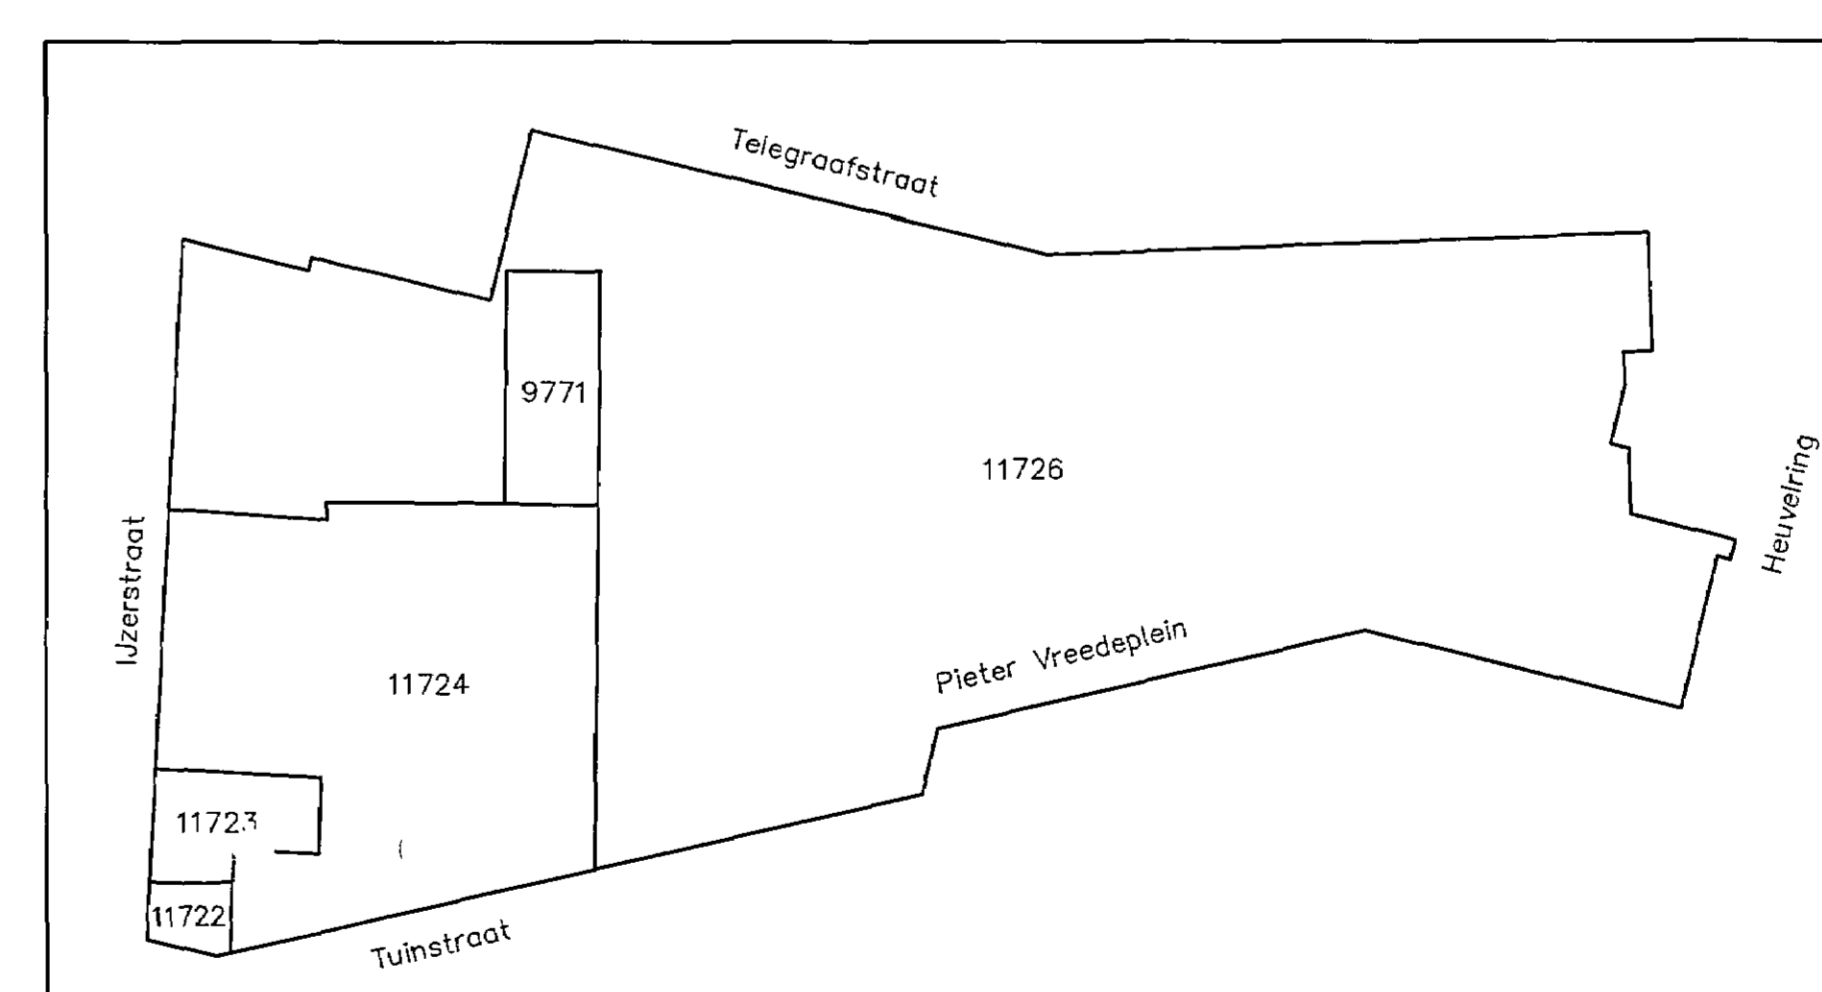 Telegraafstraat
9771
11726
Heuvelring
IJzerstraat
Pieter Vreedeplein
11724
11723
11722
Tuinstraat